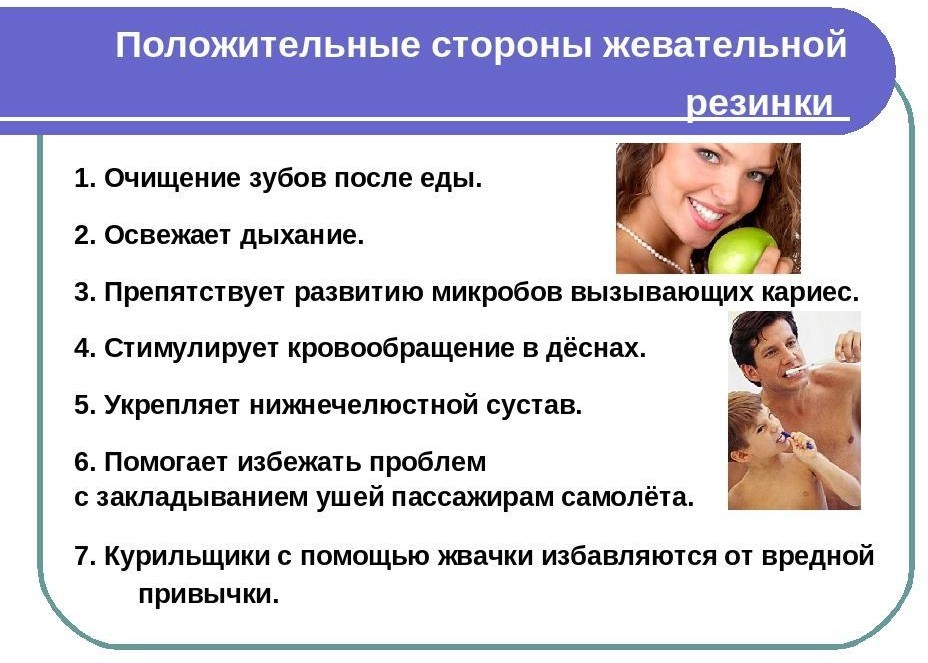 Положительные стороны жевательной
резинки
1. Очищение зубов после еды.
2. Освежает дыхание.
3. Препятствует развитию микробов вызывающих кариес.
4. Стимулирует кровообращение в дёснах.
5. Укрепляет нижнечелюстной сустав.
6. Помогает избежать проблем
с закладыванием ушей пассажирам самолёта.
7. Курильщики с помощью жвачки избавляются от вредной
привычки.